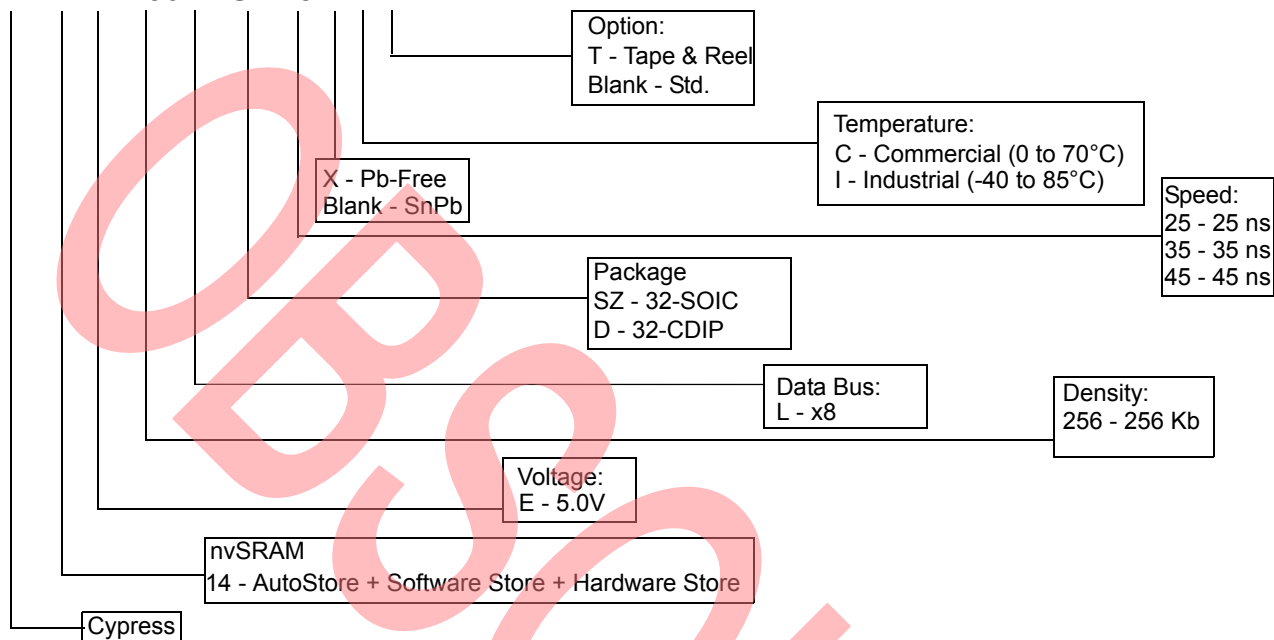 Option:
T - Tape & Reel
Blank - Std.
Temperature:
C - Commercial (0 to 70°C)
I - Industrial (-40 to 85°C)
X - Pb-Free
Blank - SnPb
Speed:
25 - 25 ns
35 - 35 ns
45 - 45 ns
Package
SZ - 32-SOIC
D - 32-CDIP
Data Bus:
L - x8
Density:
256 - 256 Kb
Voltage:
E - 5.0V
nvSRAM
14 - AutoStore + Software Store + Hardware Store
Cypress